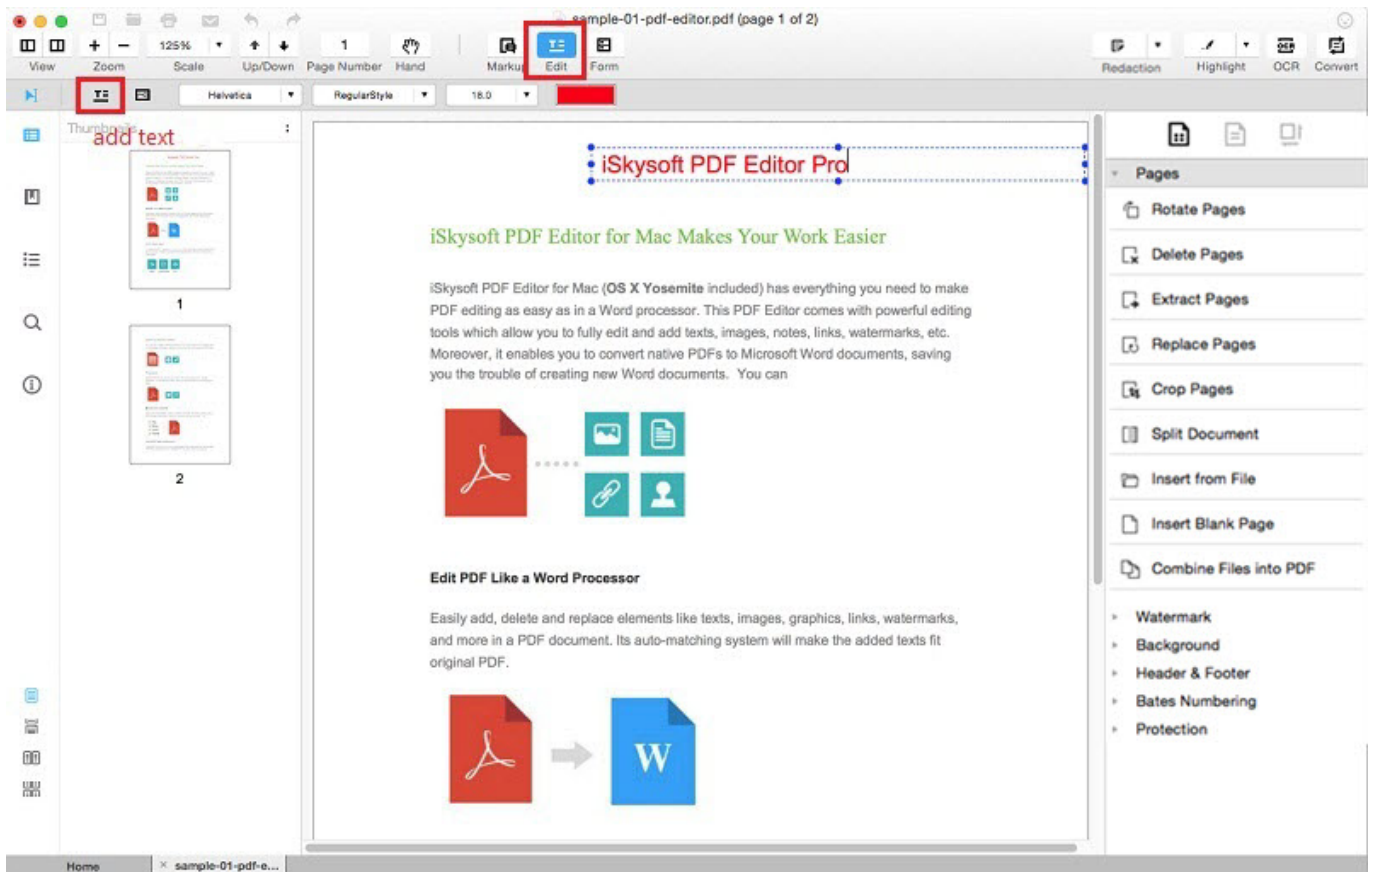 sample-01-pdf-editor.pdf (page 1 of 2)
125%
1
View
Zoom
Scale
Up/Down
Page Number
Hand
Markup
Edit
Form
Redaction
Highlight
OCR
Convert
Helvetica
RegularStyle
18.0
Thumbnails
add text
1
2
iSkysoft PDF Editor Pro
iSkysoft PDF Editor for Mac Makes Your Work Easier
iSkysoft PDF Editor for Mac (OS X Yosemite included) has everything you need to make
PDF editing as easy as in a Word processor. This PDF Editor comes with powerful editing
tools which allow you to fully edit and add texts, images, notes, links, watermarks, etc.
Moreover, it enables you to convert native PDFs to Microsoft Word documents, saving
you the trouble of creating new Word documents.  You can
Edit PDF Like a Word Processor
Easily add, delete and replace elements like texts, images, graphics, links, watermarks,
and more in a PDF document. Its auto-matching system will make the added texts fit
original PDF.
W
Pages
Rotate Pages
Delete Pages
Extract Pages
Replace Pages
Crop Pages
Split Document
Insert from File
Insert Blank Page
Combine Files into PDF
Watermark
Background
Header & Footer
Bates Numbering
Protection
Home
sample-01-pdf-e...